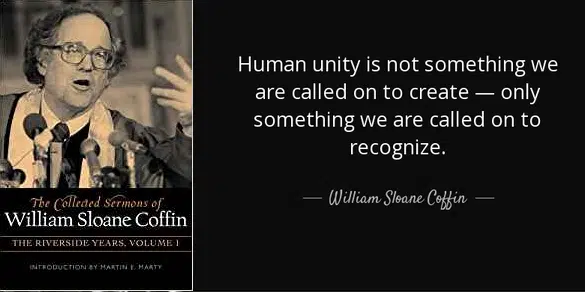 The Collected Sermons of
William Sloane Coffin
THE RIVERSIDE YEARS, VOLUME I
INTRODUCTION BY MARTIN E. MARTY
Human unity is not something we
are called on to create — only
something we are called on to
recognize.
— William Sloane Coffin —